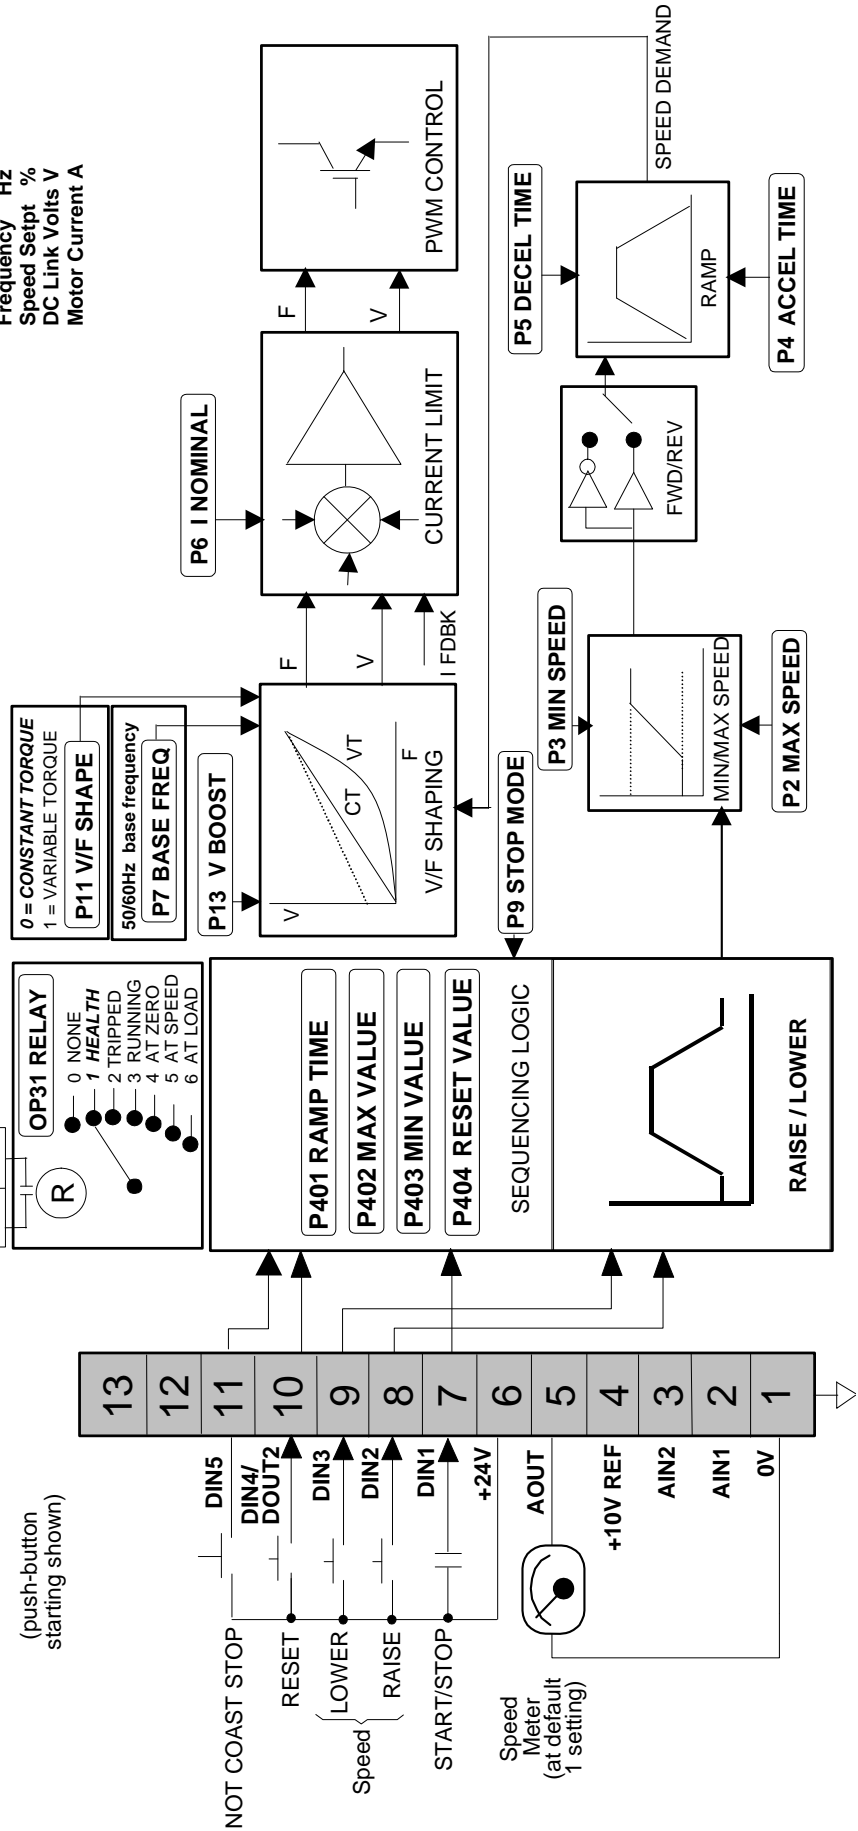 (push-button
starting shown)
NOT COAST STOP
RESET
LOWER
RAISE
Speed
START/STOP
Speed
Meter
(at default
1 setting)
DIN5
DIN4/
DOUT2
DIN3
DIN2
DIN1
+24V
AOUT
+10V REF
AIN2
AIN1
0V
13
12
11
10
9
8
7
6
5
4
3
2
1
R
OP31 RELAY
0 NONE
1 HEALTH
2 TRIPPED
3 RUNNING
4 AT ZERO
5 AT SPEED
6 AT LOAD
P401 RAMP TIME
P402 MAX VALUE
P403 MIN VALUE
P404 RESET VALUE
SEQUENCING LOGIC
RAISE / LOWER
P9 STOP MODE
0 = CONSTANT TORQUE
1 = VARIABLE TORQUE
P11 V/F SHAPE
50/60Hz base frequency
P7 BASE FREQ
P13 V BOOST
V
CT
VT
F
V/F SHAPING
F
V
I FDBK
P6 I NOMINAL
CURRENT LIMIT
F
V
PWM CONTROL
P3 MIN SPEED
MIN/MAX SPEED
P2 MAX SPEED
FWD/REV
P5 DECEL TIME
RAMP
P4 ACCEL TIME
SPEED DEMAND
Frequency Hz
Speed Setpt %
DC Link Volts V
Motor Current A